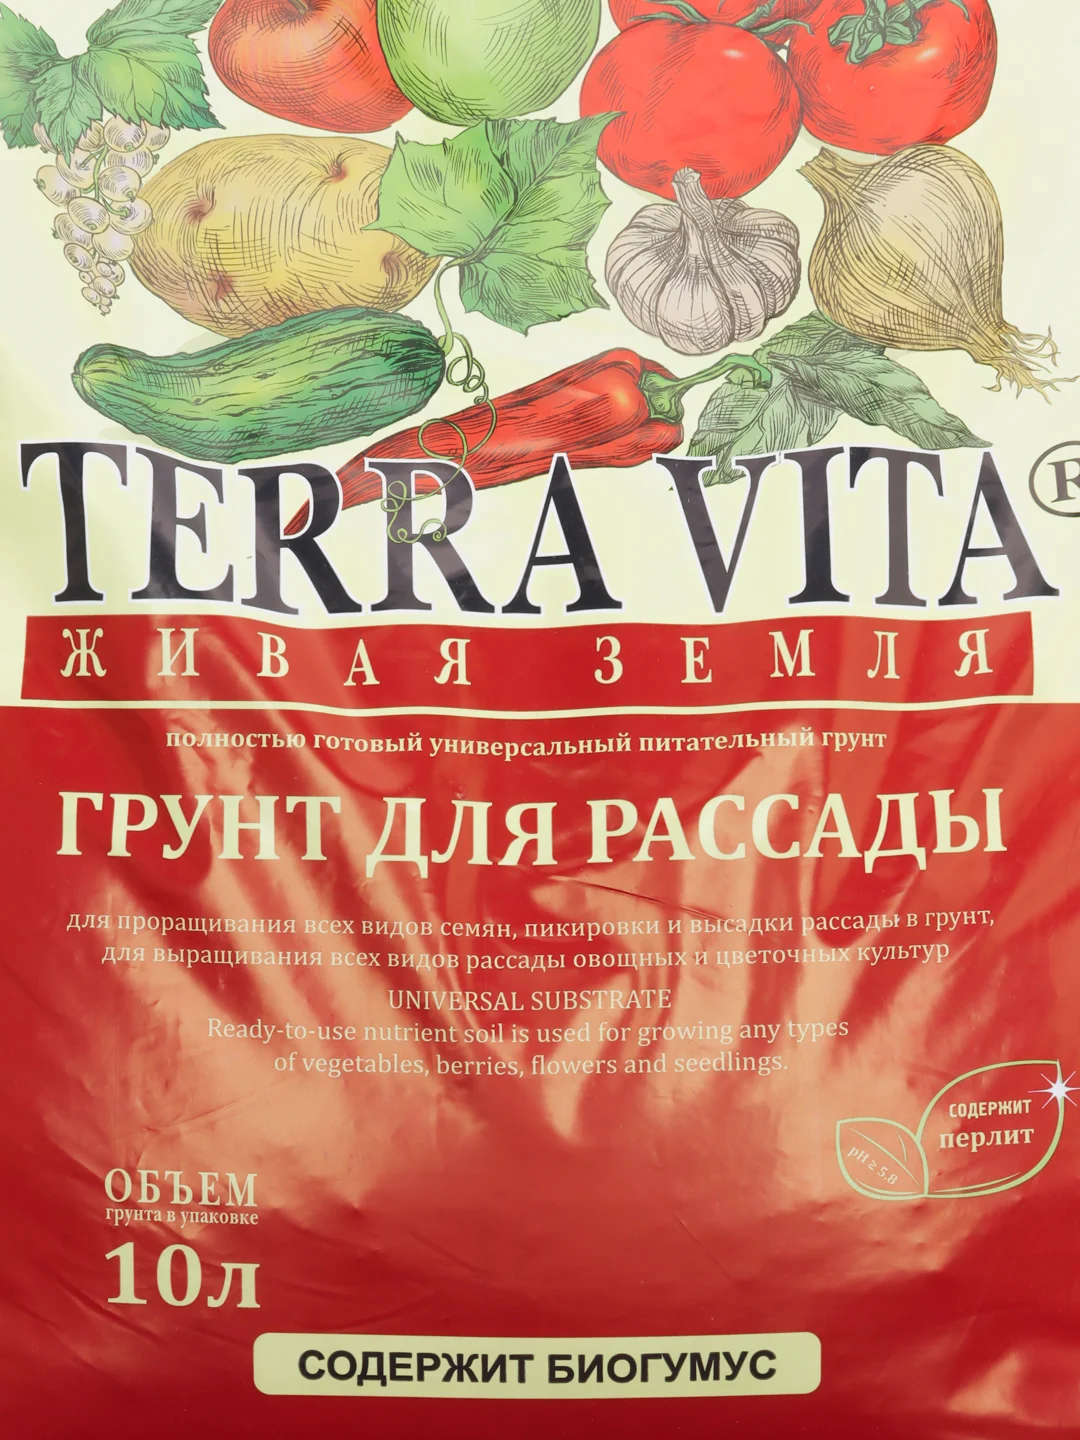 TERRA VITA®
ЖИВАЯ ЗЕМЛЯ
полностью готовый универсальный питательный грунт
ГРУНТ ДЛЯ РАССАДЫ
для проращивания всех видов семян, пикировки и высадки рассады в грунт,
для выращивания всех видов рассады овощных и цветочных культур
UNIVERSAL SUBSTRATE
Ready-to-use nutrient soil is used for growing any types
of vegetables, berries, flowers and seedlings.
СОДЕРЖИТ
перлит
pH ≥ 5,8
ОБЪЕМ
грунта в упаковке
10л
СОДЕРЖИТ БИОГУМУС